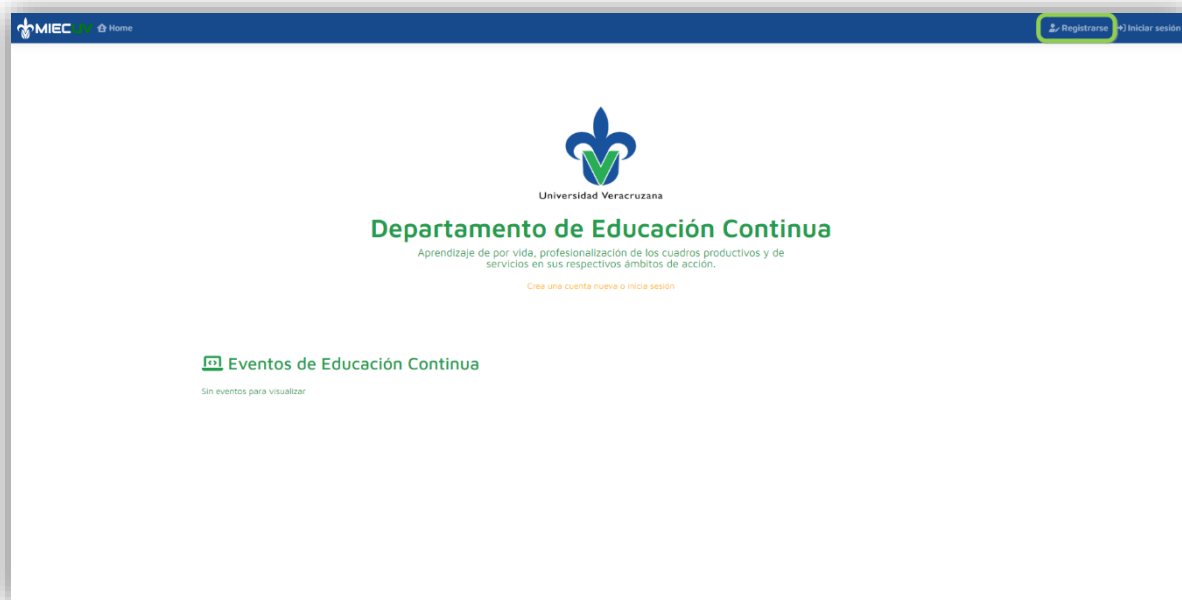 MIECUV Home Registrarse Iniciar sesión
Universidad Veracruzana
Departamento de Educación Continua
Aprendizaje de por vida, profesionalización de los cuadros productivos y de
servicios en sus respectivos ámbitos de acción.
Crea una cuenta nueva o inicia sesión
Eventos de Educación Continua
Sin eventos para visualizar